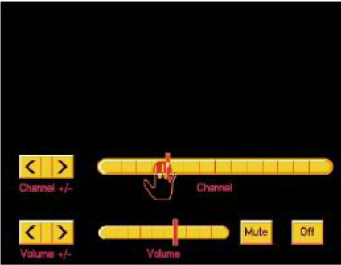 < >
Channel +/-
Channel
< >
Mute
Off
Volume +/-
Volume